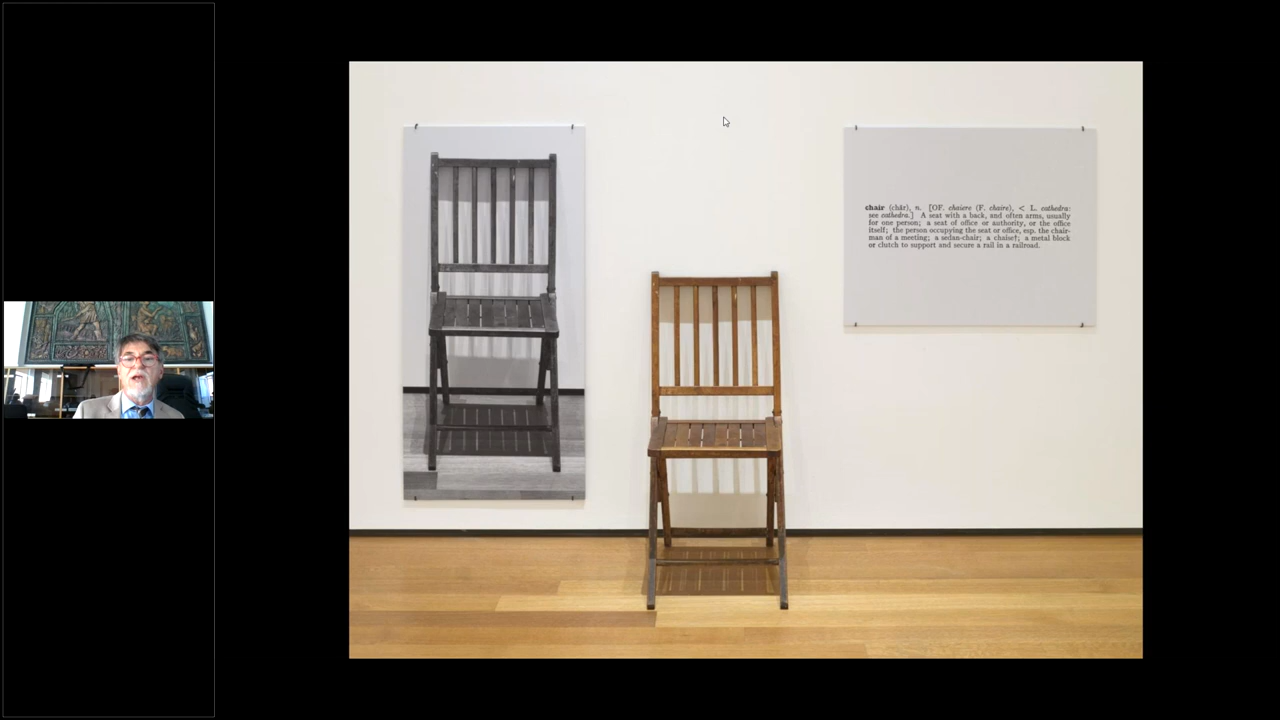 chair (châr), n. [OF. chaiere (F. chaire), < L. cathedra:
see cathedra.] A seat with a back, and often arms, usually
for one person; a seat of office or authority, or the office
itself; the person occupying the seat or office, esp. the chair-
man of a meeting; a sedan-chair; a chaise†; a metal block
or clutch to support and secure a rail in a railroad.